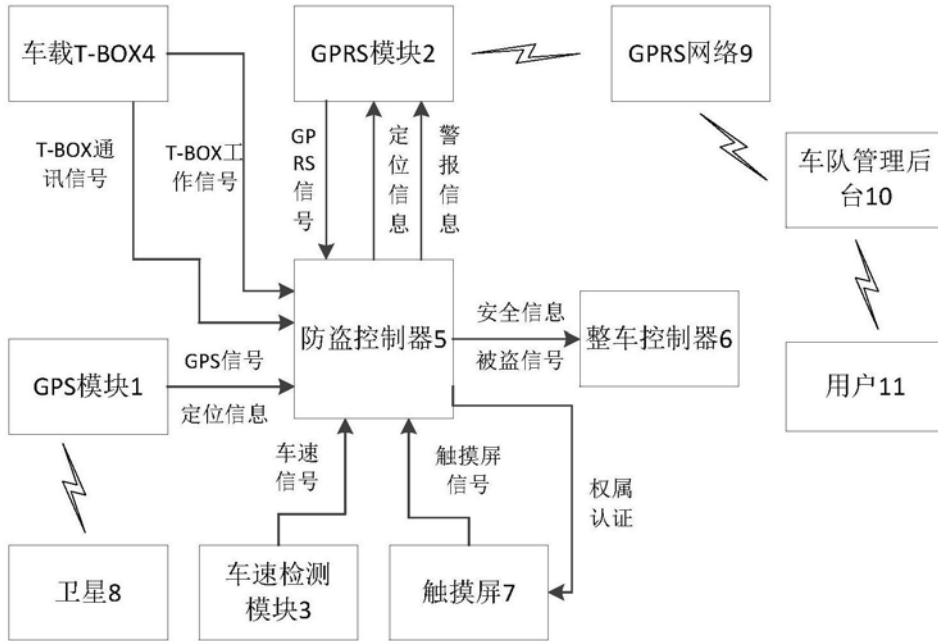 车载T-BOX4
GPRS模块2
GPRS网络9
T-BOX通
讯信号
T-BOX工
作信号
GP
RS
信
号
定
位
信
息
警
报
信
息
车队管理后
台10
防盗控制器5
安全信息
被盗信号
整车控制器6
GPS模块1
GPS信号
定位信息
用户11
车速
信号
触摸屏
信号
权属
认证
卫星8
车速检测
模块3
触摸屏7